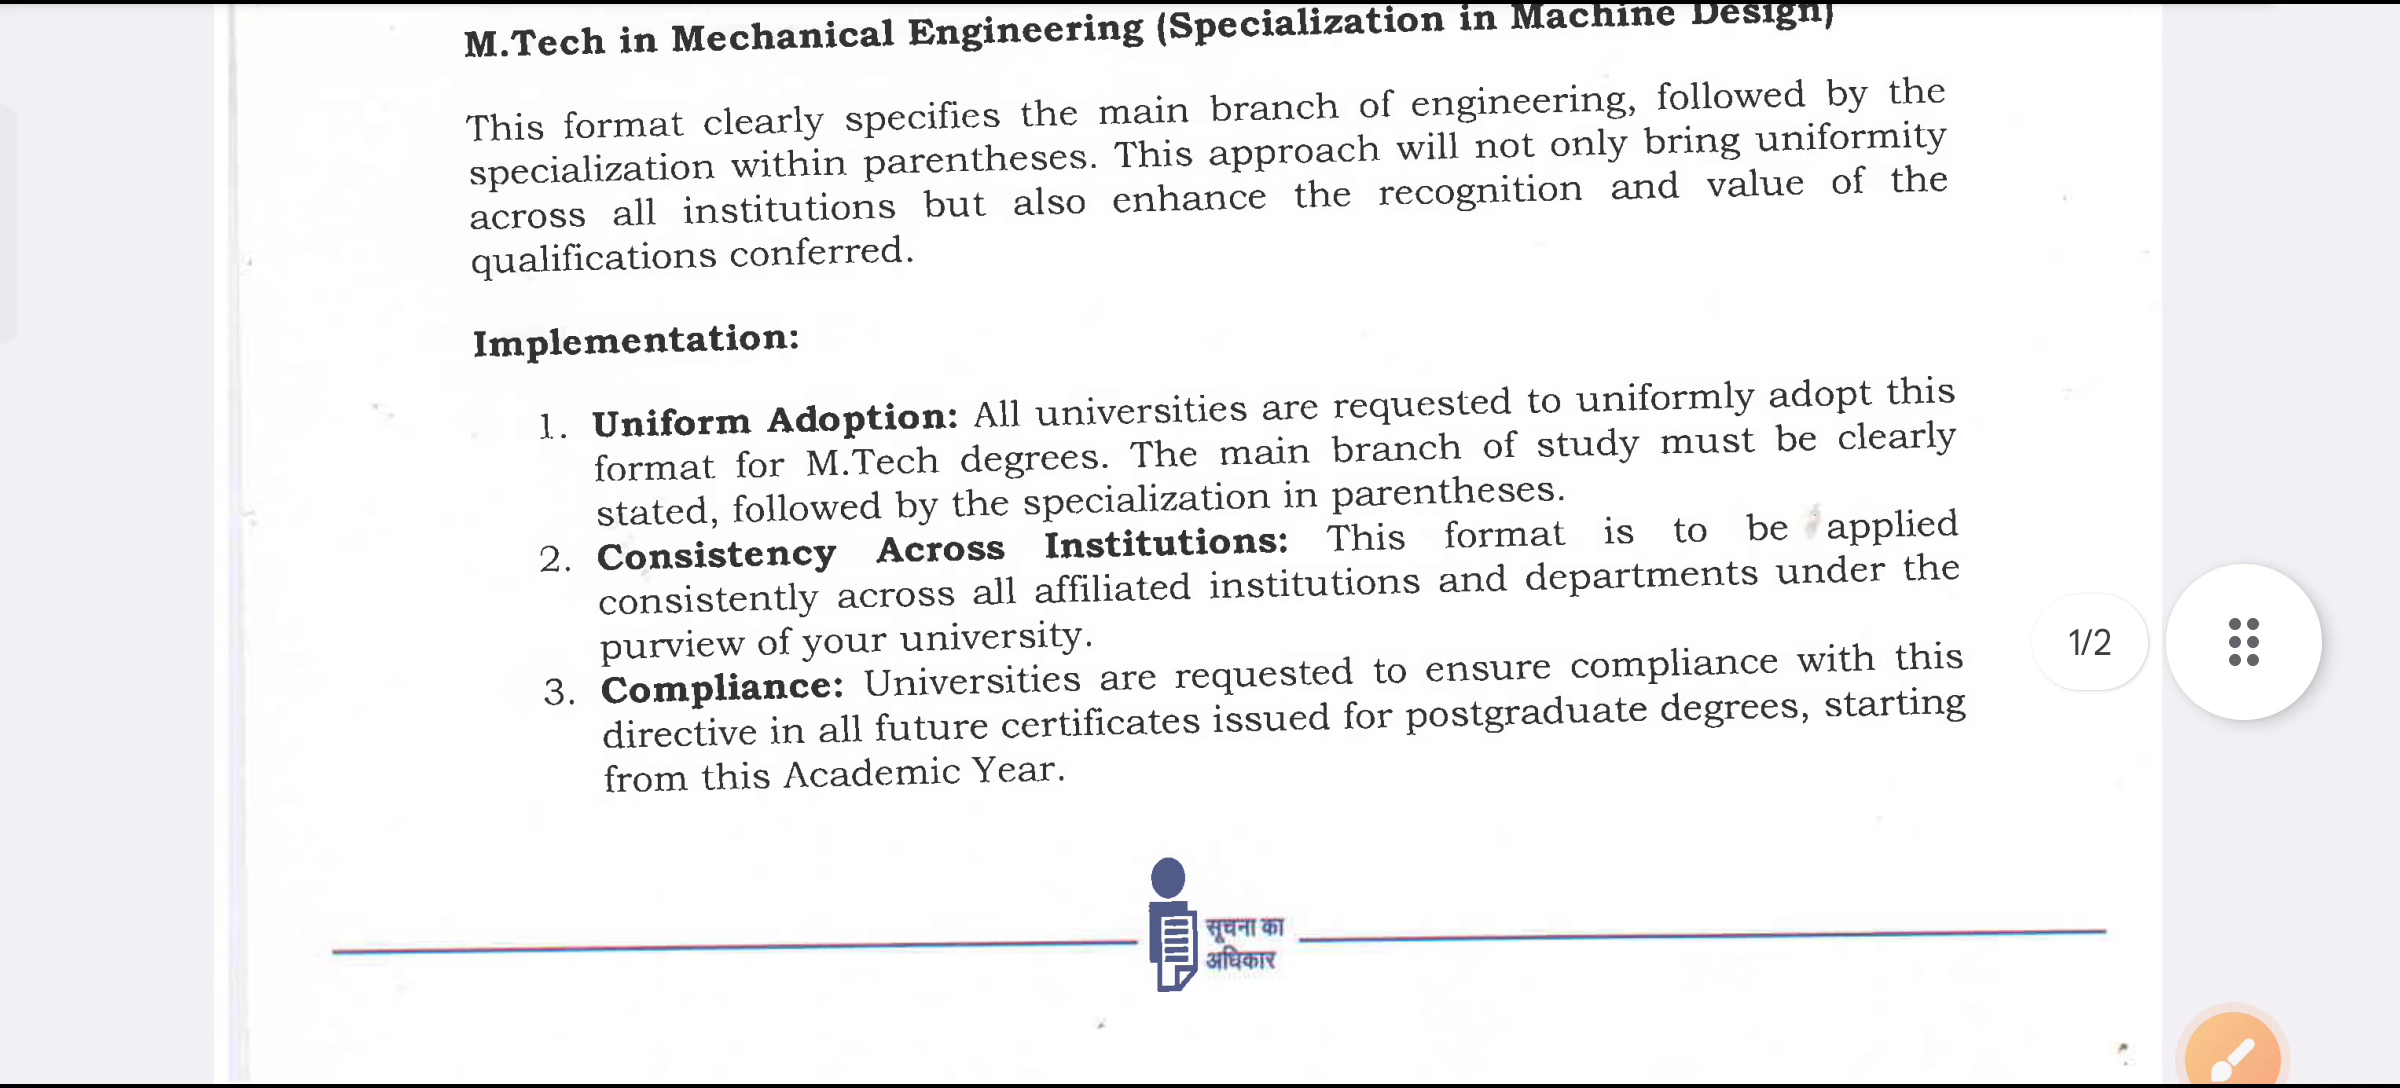 M.Tech in Mechanical Engineering (Specialization in Machine Design)
This format clearly specifies the main branch of engineering, followed by the
specialization within parentheses. This approach will not only bring uniformity
across all institutions but also enhance the recognition and value of the
qualifications conferred.
Implementation:
1. Uniform Adoption: All universities are requested to uniformly adopt this
format for M.Tech degrees. The main branch of study must be clearly
stated, followed by the specialization in parentheses.
2. Consistency Across Institutions: This format is to be applied
consistently across all affiliated institutions and departments under the
purview of your university.
1/2
3. Compliance: Universities are requested to ensure compliance with this
directive in all future certificates issued for postgraduate degrees, starting
from this Academic Year.
सूचना का
अधिकार